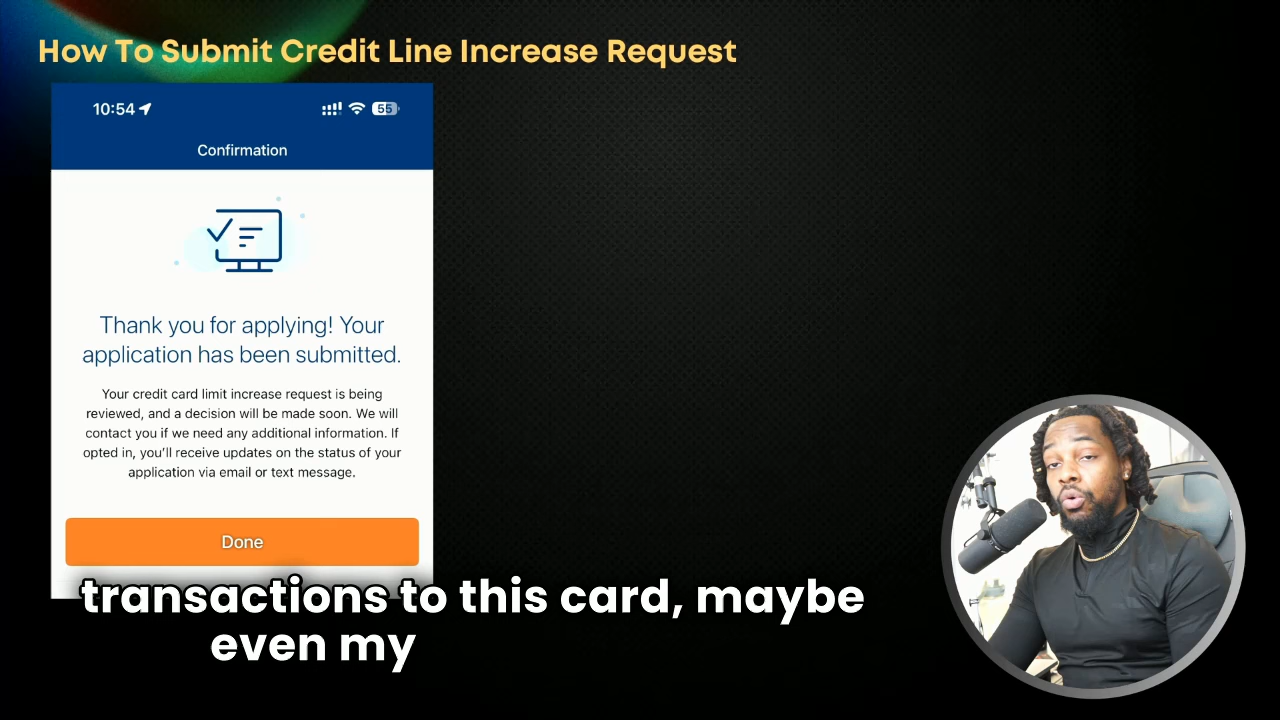 How To Submit Credit Line Increase Request
10:54
55
Confirmation
Thank you for applying! Your
application has been submitted.
Your credit card limit increase request is being
reviewed, and a decision will be made soon. We will
contact you if we need any additional information. If
opted in, you'll receive updates on the status of your
application via email or text message.
Done
transactions to this card, maybe
even my